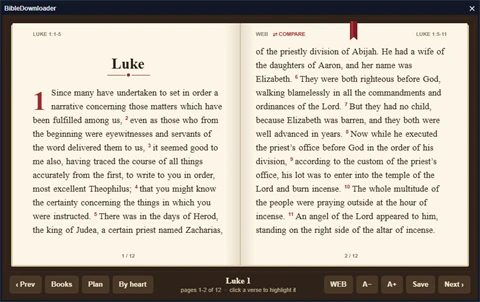 BibleDownloader
LUKE 1:1-5
Luke
1 Since many have undertaken to set in order a
narrative concerning those matters which have
been fulfilled among us, 2 even as those who from
the beginning were eyewitnesses and servants of
the word delivered them to us, 3 it seemed good to
me also, having traced the course of all things
accurately from the first, to write to you in order,
most excellent Theophilus; 4 that you might know
the certainty concerning the things in which you
were instructed. 5 There was in the days of Herod,
the king of Judea, a certain priest named Zacharias,
1 / 12
WEB ⇄ COMPARE
LUKE 1:5-11
of the priestly division of Abijah. He had a wife of
the daughters of Aaron, and her name was
Elizabeth. 6 They were both righteous before God,
walking blamelessly in all the commandments and
ordinances of the Lord. 7 But they had no child,
because Elizabeth was barren, and they both were
well advanced in years. 8 Now while he executed
the priest's office before God in the order of his
division, 9 according to the custom of the priest's
office, his lot was to enter into the temple of the
Lord and burn incense. 10 The whole multitude of
the people were praying outside at the hour of
incense. 11 An angel of the Lord appeared to him,
standing on the right side of the altar of incense.
2 / 12
‹ Prev
Books
Plan
By heart
Luke 1
pages 1-2 of 12 · click a verse to highlight it
WEB
A−
A+
Save
Next ›